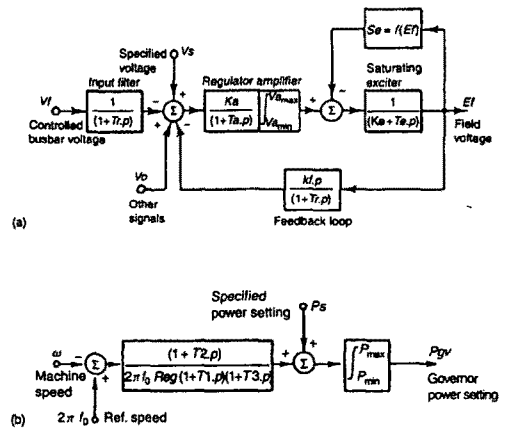 Specified voltage
Vs
Se = f(Ef)
Input filter
Regulator amplifier
Saturating exciter
Vt
1
(1+Tr.p)
Σ
Ka
(1+Ta.p)
Va max
Va min
Σ
1
(Ke+Te.p)
Ef
Controlled busbar voltage
Field voltage
Vo
Other signals
kf.p
(1+Tf.p)
Feedback loop
(a)
Specified power setting
Ps
ω
Machine speed
Σ
(1+T2.p)
2πf₀ Reg(1+T1.p)(1+T3.p)
Σ
Pmax
Pmin
Pgv
Governor power setting
2πf₀
Ref. speed
(b)